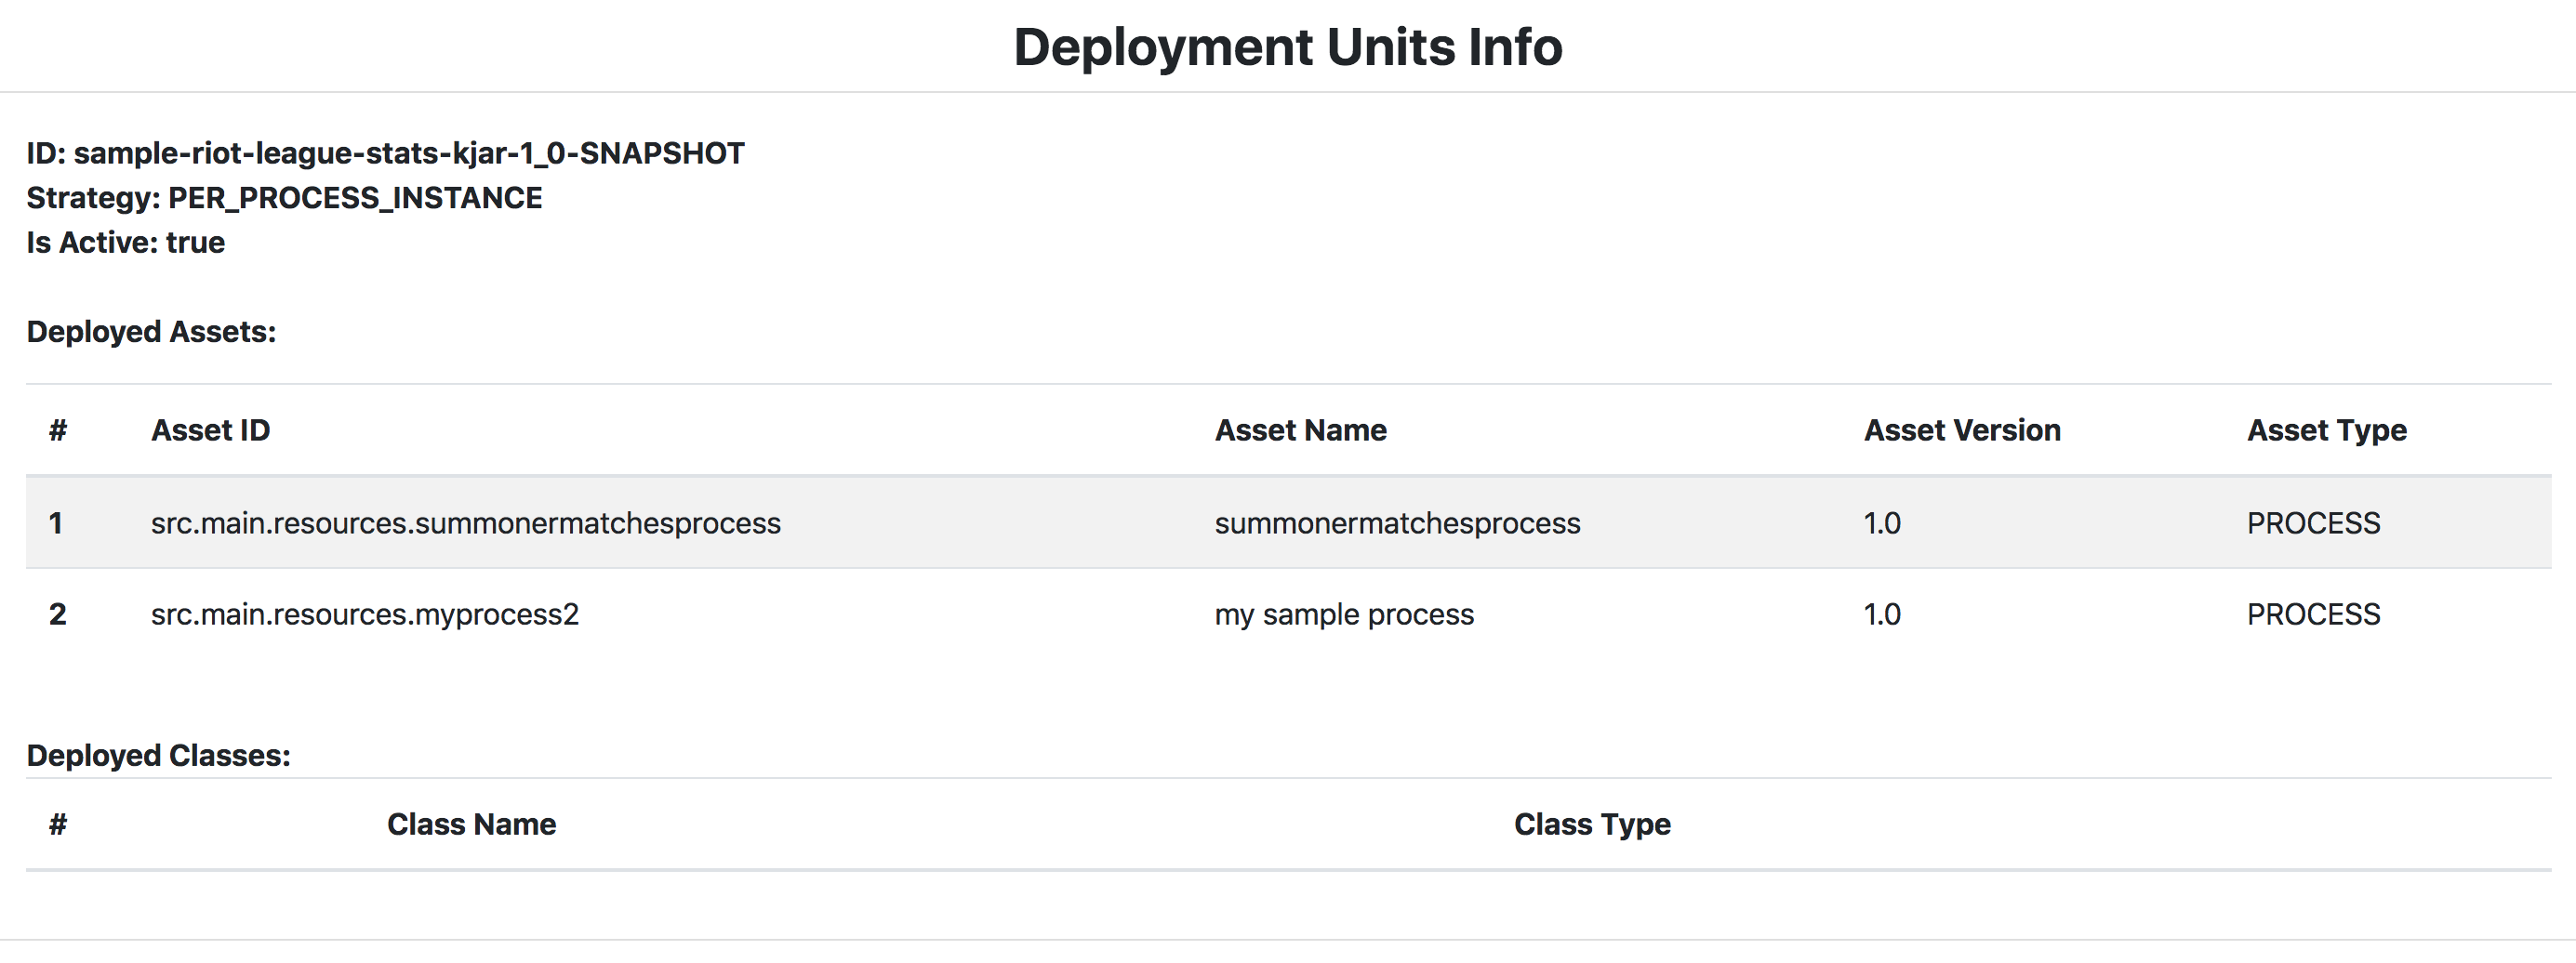 Deployment Units Info
ID: sample-riot-league-stats-kjar-1_0-SNAPSHOT
Strategy: PER_PROCESS_INSTANCE
Is Active: true
Deployed Assets:
# Asset ID Asset Name Asset Version Asset Type
1 src.main.resources.summonermatchesprocess summonermatchesprocess 1.0 PROCESS
2 src.main.resources.myprocess2 my sample process 1.0 PROCESS
Deployed Classes:
# Class Name Class Type